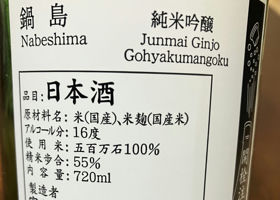 鍋島
Nabeshima
純米吟醸
Junmai Ginjo
Gohyakumangoku
品目:日本酒
原材料名:米(国産)、米麹(国産米)
アルコール分:16度
使用米:五百万石100%
精米歩合:55%
内容量:720ml
製造者